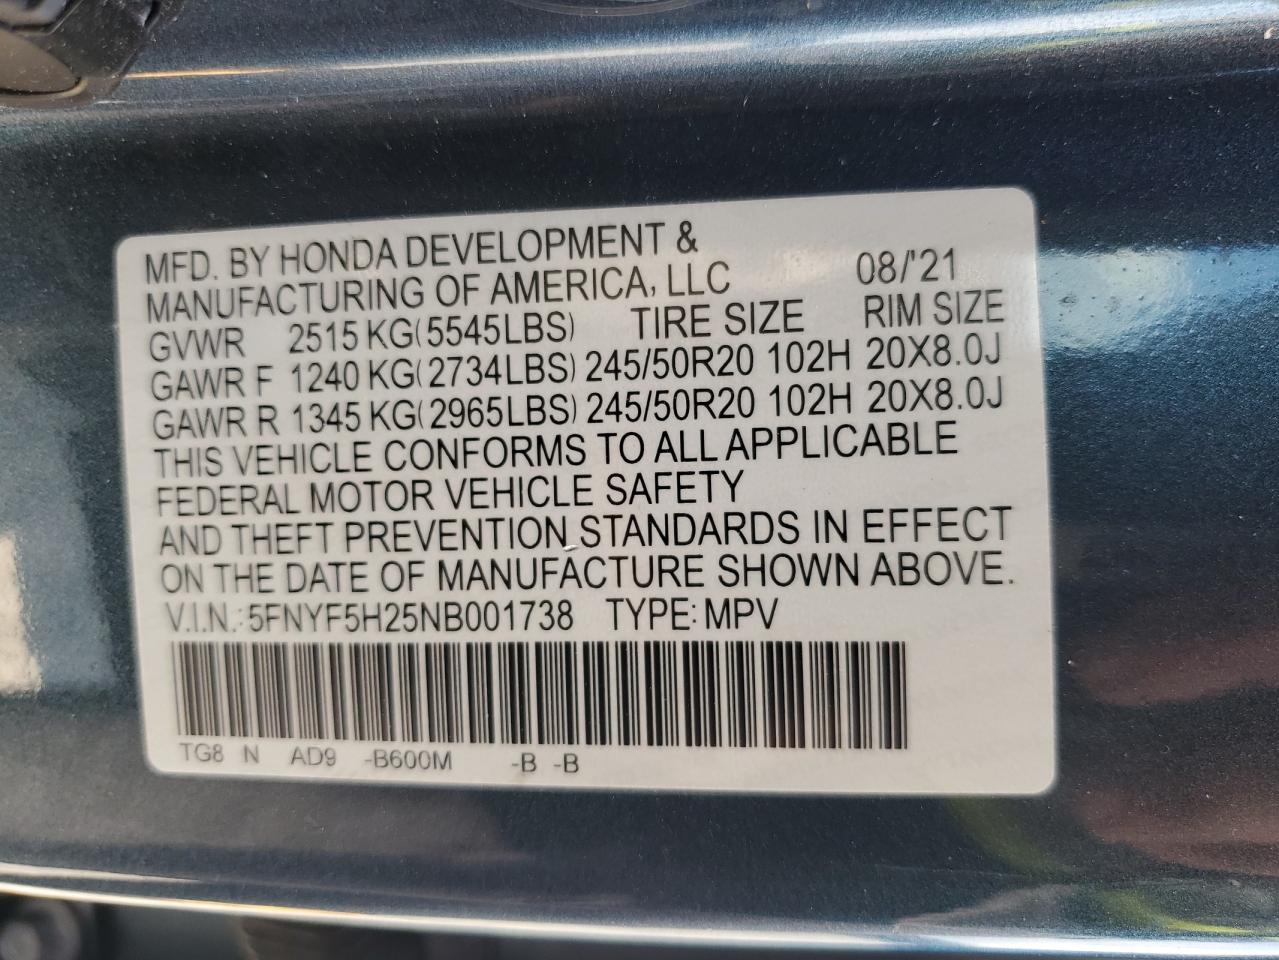 MFD. BY HONDA DEVELOPMENT &
MANUFACTURING OF AMERICA, LLC 08/'21
GVWR 2515 KG(5545LBS) TIRE SIZE RIM SIZE
GAWR F 1240 KG(2734LBS) 245/50R20 102H 20X8.0J
GAWR R 1345 KG(2965LBS) 245/50R20 102H 20X8.0J
THIS VEHICLE CONFORMS TO ALL APPLICABLE
FEDERAL MOTOR VEHICLE SAFETY
AND THEFT PREVENTION STANDARDS IN EFFECT
ON THE DATE OF MANUFACTURE SHOWN ABOVE.
V.I.N.: 5FNYF5H25NB001738 TYPE: MPV
TG8 N AD9 -B600M -B -B